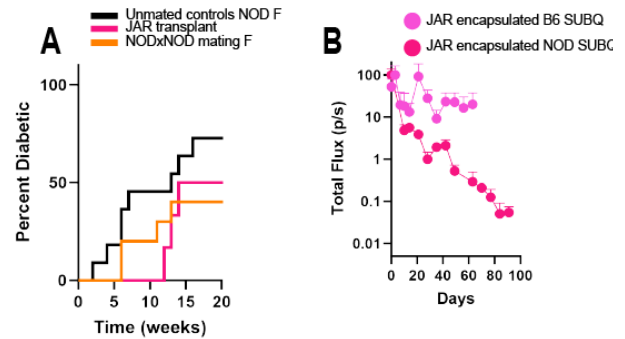 A
Unmated controls NOD F
JAR transplant
NODxNOD mating F
Percent Diabetic
100
50
0
0
5
10
15
20
Time (weeks)
B
JAR encapsulated B6 SUBQ
JAR encapsulated NOD SUBQ
Total Flux (p/s)
100
10
1
0.1
0.01
0
20
40
60
80
100
Days